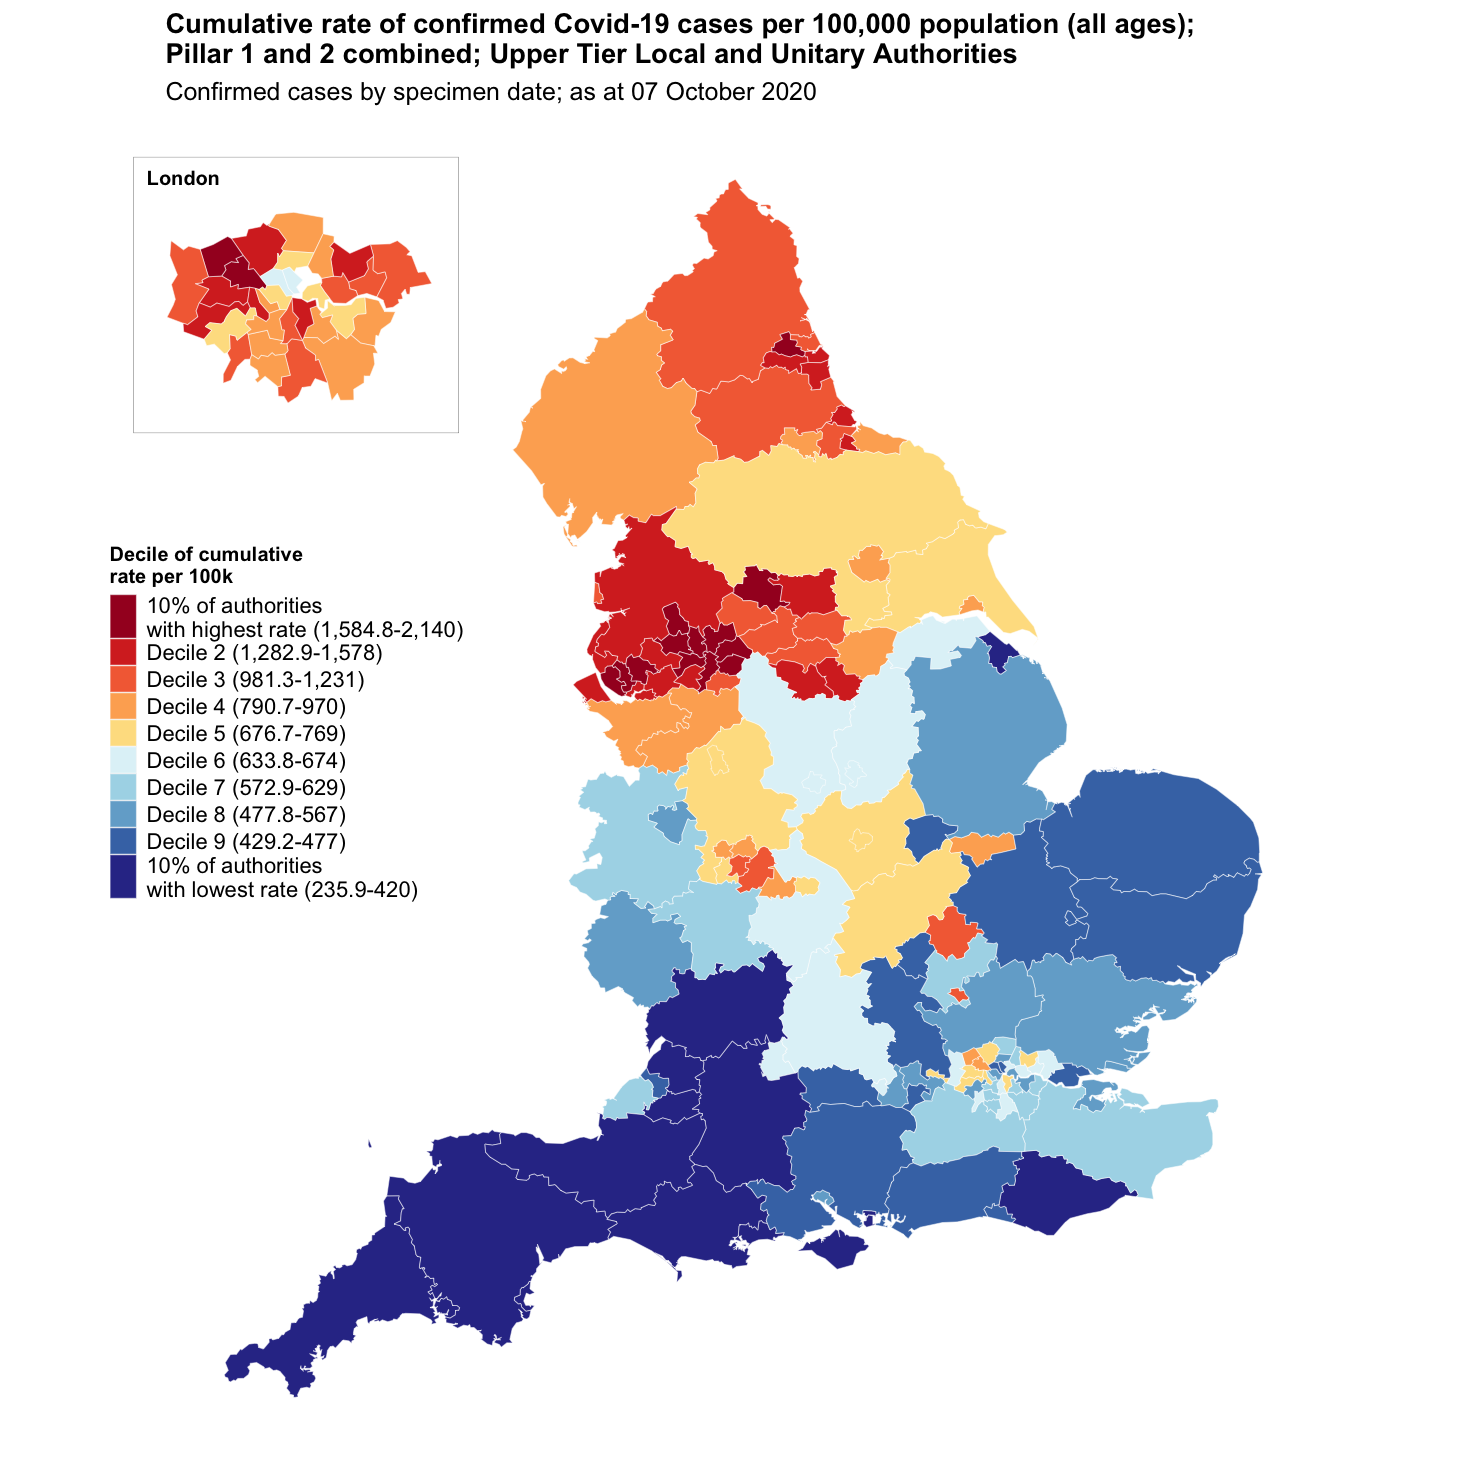 Cumulative rate of confirmed Covid-19 cases per 100,000 population (all ages);
Pillar 1 and 2 combined; Upper Tier Local and Unitary Authorities
Confirmed cases by specimen date; as at 07 October 2020
London
Decile of cumulative
rate per 100k
10% of authorities
with highest rate (1,584.8-2,140)
Decile 2 (1,282.9-1,578)
Decile 3 (981.3-1,231)
Decile 4 (790.7-970)
Decile 5 (676.7-769)
Decile 6 (633.8-674)
Decile 7 (572.9-629)
Decile 8 (477.8-567)
Decile 9 (429.2-477)
10% of authorities
with lowest rate (235.9-420)